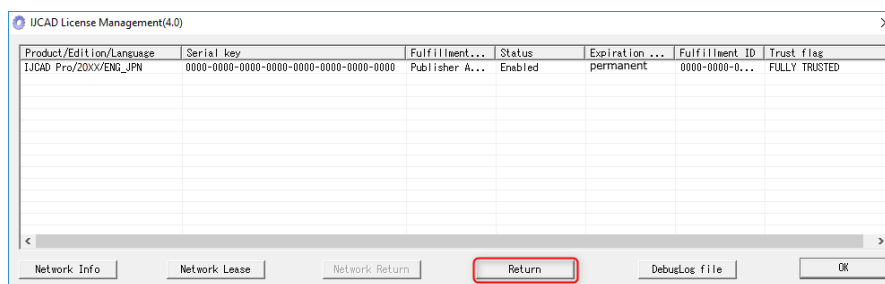 IJCAD License Management(4.0)
Product/Edition/Language Serial key Fulfillment... Status Expiration ... Fulfillment ID Trust flag
IJCAD Pro/20XX/ENG_JPN 0000-0000-0000-0000-0000-0000-0000-0000 Publisher A... Enabled permanent 0000-0000-0... FULLY TRUSTED
Network Info Network Lease Network Return Return DebugLog file OK